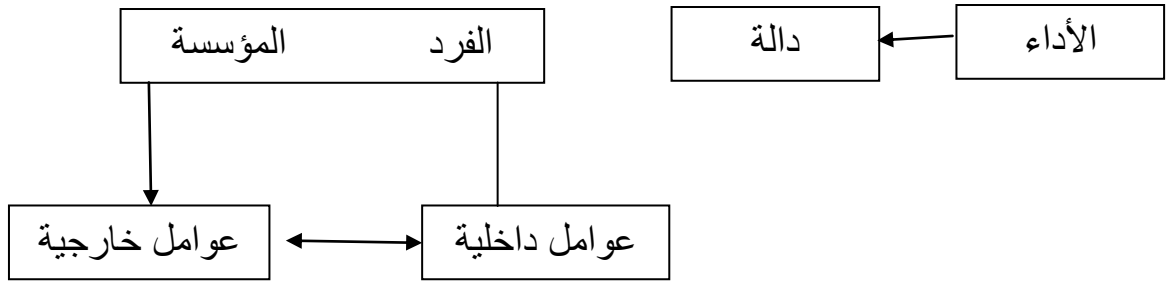 الأداء
دالة
الفرد المؤسسة
عوامل داخلية
عوامل خارجية